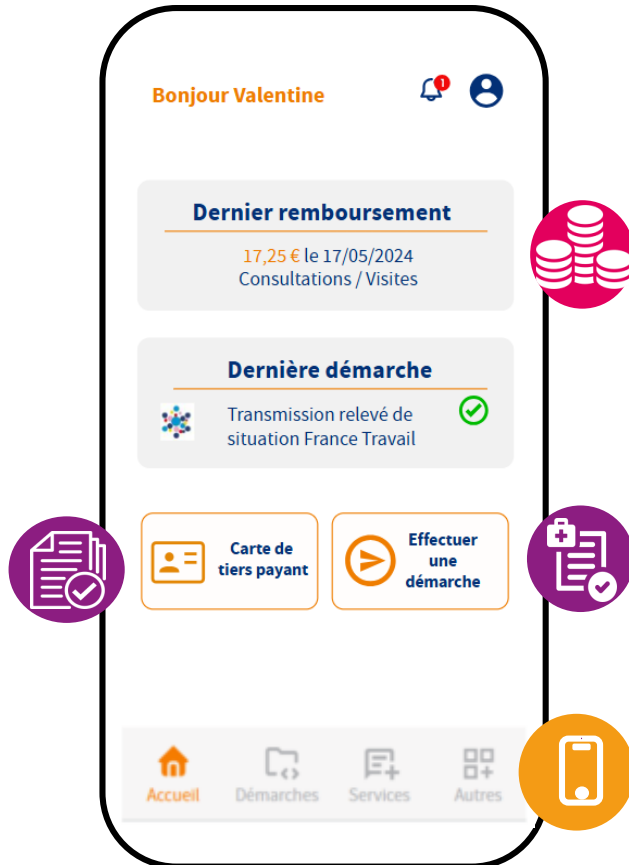 Bonjour Valentine
1
Dernier remboursement
17,25 € le 17/05/2024
Consultations / Visites
Dernière démarche
Transmission relevé de
situation France Travail
Carte de
tiers payant
Effectuer
une
démarche
Accueil
Démarches
Services
Autres